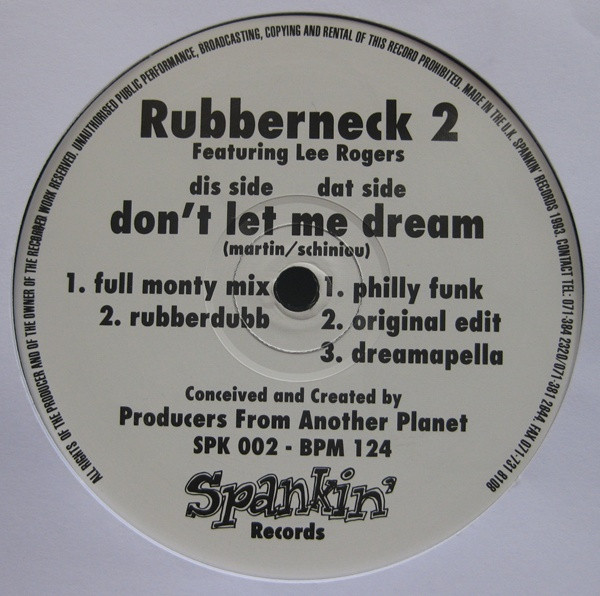 ALL RIGHTS OF THE PRODUCER AND OF THE OWNER OF THE RECORDED WORK RESERVED. UNAUTHORISED PUBLIC PERFORMANCE, BROADCASTING, COPYING AND RENTAL OF THIS RECORD PROHIBITED. MADE IN THE U.K. SPANKIN' RECORDS 1993. CONTACT TEL: 071-384 2320/071-381 2844, FAX 071-731 8108
Rubberneck 2
Featuring Lee Rogers
dis side dat side
don't let me dream
(martin/schiniou)
1. full monty mix 1. philly funk
2. rubberdubb 2. original edit
3. dreamapella
Conceived and Created by
Producers From Another Planet
SPK 002 - BPM 124
Spankin'
Records